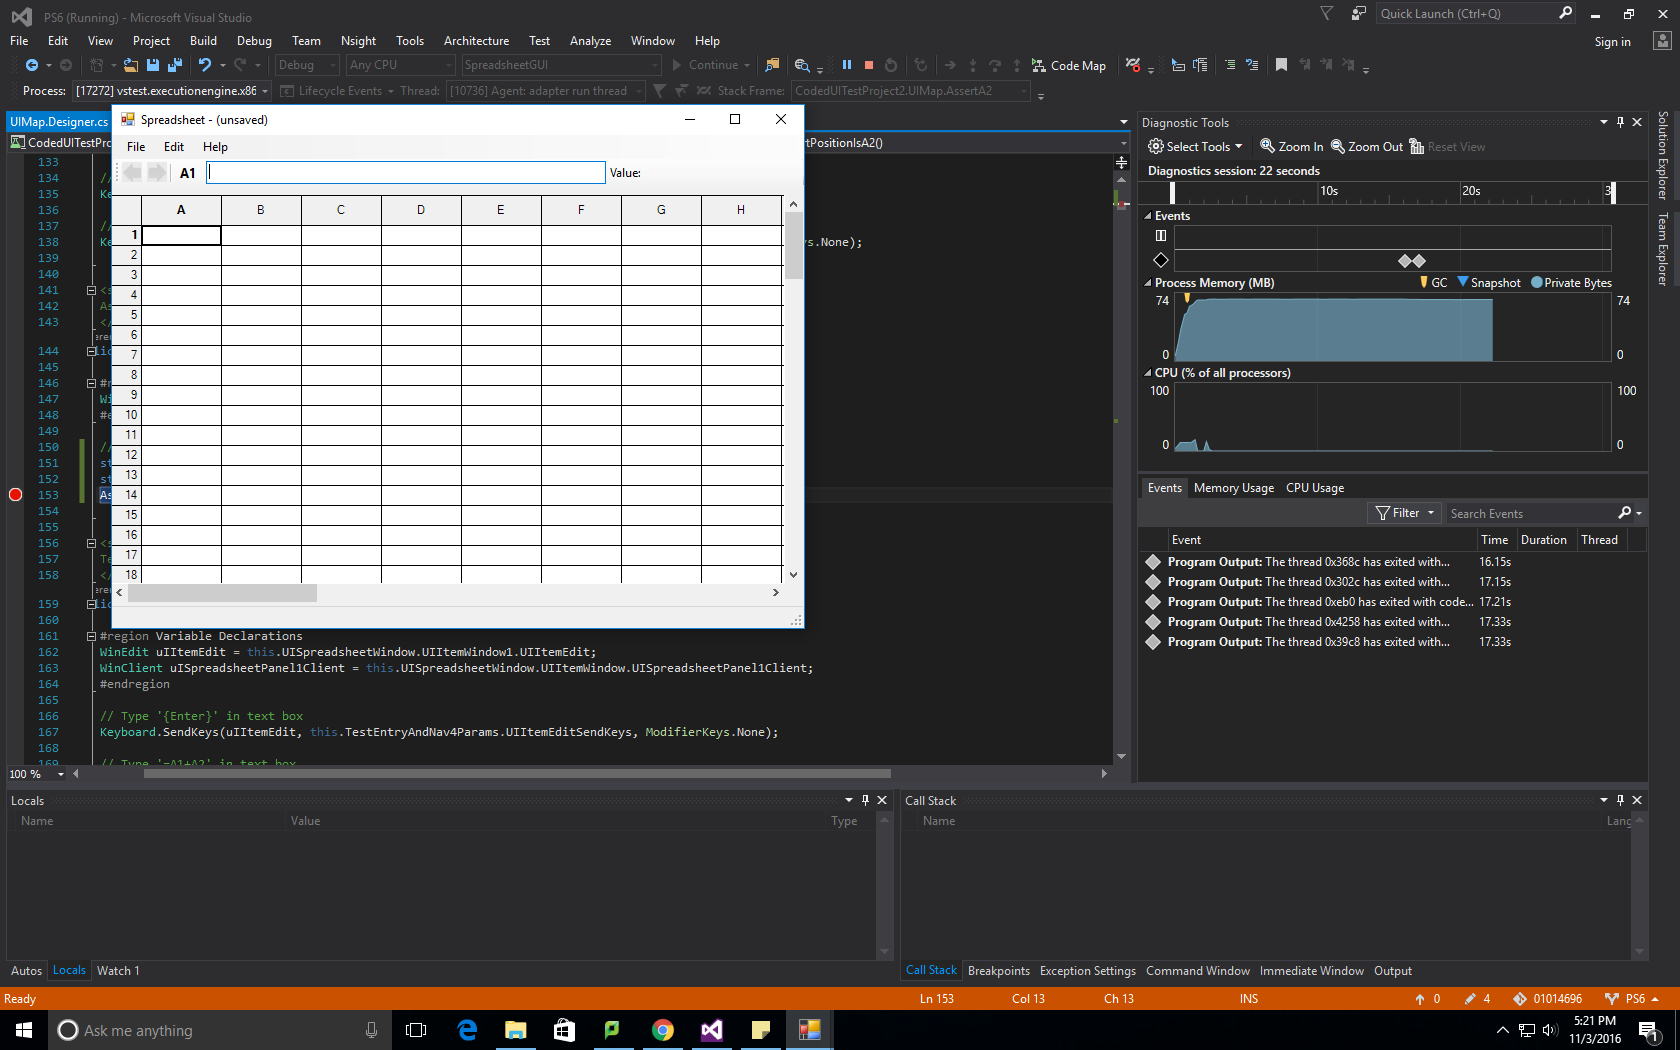 PS6 (Running) - Microsoft Visual Studio
Quick Launch (Ctrl+Q)
File Edit View Project Build Debug Team Nsight Tools Architecture Test Analyze Window Help
Sign in
Debug Any CPU SpreadsheetGUI Continue Code Map
Process: [17272] vstest.executionengine.x86 Lifecycle Events Thread: [10736] Agent: adapter run thread Stack Frame: CodedUITestProject2.UIMap.AssertA2
UIMap.Designer.cs
CodedUITestPro
tPositionIsA2()
Spreadsheet - (unsaved)
File Edit Help
A1
Value:
A B C D E F G H
1
2
3
4
5
6
7
8
9
10
11
12
13
14
15
16
17
18
133
134 //
135 Ke
136
137 //
138 Ke s.None);
139
140
141 <s
142 As
143 </
144 lic
145
146 #r
147 Wi
148 #e
149
150 //
151 st
152 st
153 As
154
155
156 <s
157 Te
158 </
159 lic
160
161 #region Variable Declarations
162 WinEdit uIItemEdit = this.UISpreadsheetWindow.UIItemWindow1.UIItemEdit;
163 WinClient uISpreadsheetPanel1Client = this.UISpreadsheetWindow.UIItemWindow.UISpreadsheetPanel1Client;
164 #endregion
165
166 // Type '{Enter}' in text box
167 Keyboard.SendKeys(uIItemEdit, this.TestEntryAndNav4Params.UIItemEditSendKeys, ModifierKeys.None);
168
169 // Type '=A1+A2' in text box
100 %
Diagnostic Tools
Select Tools Zoom In Zoom Out Reset View
Diagnostics session: 22 seconds
10s 20s 3
Events
Process Memory (MB) GC Snapshot Private Bytes
74 74
0 0
CPU (% of all processors)
100 100
0 0
Events Memory Usage CPU Usage
Filter Search Events
Event Time Duration Thread
Program Output: The thread 0x368c has exited with... 16.15s
Program Output: The thread 0x302c has exited with... 17.15s
Program Output: The thread 0xeb0 has exited with code... 17.21s
Program Output: The thread 0x4258 has exited with... 17.33s
Program Output: The thread 0x39c8 has exited with... 17.33s
Solution Explorer
Team Explorer
Locals
Name Value Type
Autos Locals Watch 1
Call Stack
Name Lang
Call Stack Breakpoints Exception Settings Command Window Immediate Window Output
Ready Ln 153 Col 13 Ch 13 INS 0 4 01014696 PS6
Ask me anything
5:21 PM
11/3/2016
1